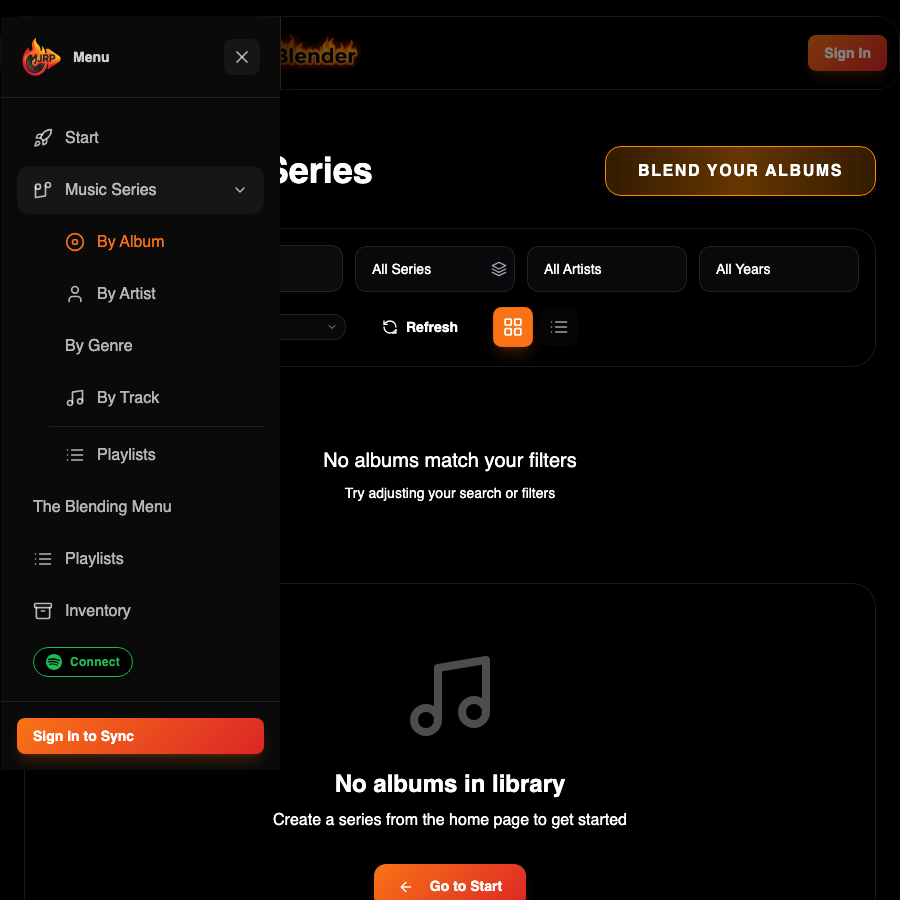 MJRP
Menu
Blender
Sign In
Start
Music Series
By Album
By Artist
By Genre
By Track
Playlists
The Blending Menu
Playlists
Inventory
Connect
Sign In to Sync
Series
BLEND YOUR ALBUMS
All Series
All Artists
All Years
Refresh
No albums match your filters
Try adjusting your search or filters
No albums in library
Create a series from the home page to get started
Go to Start